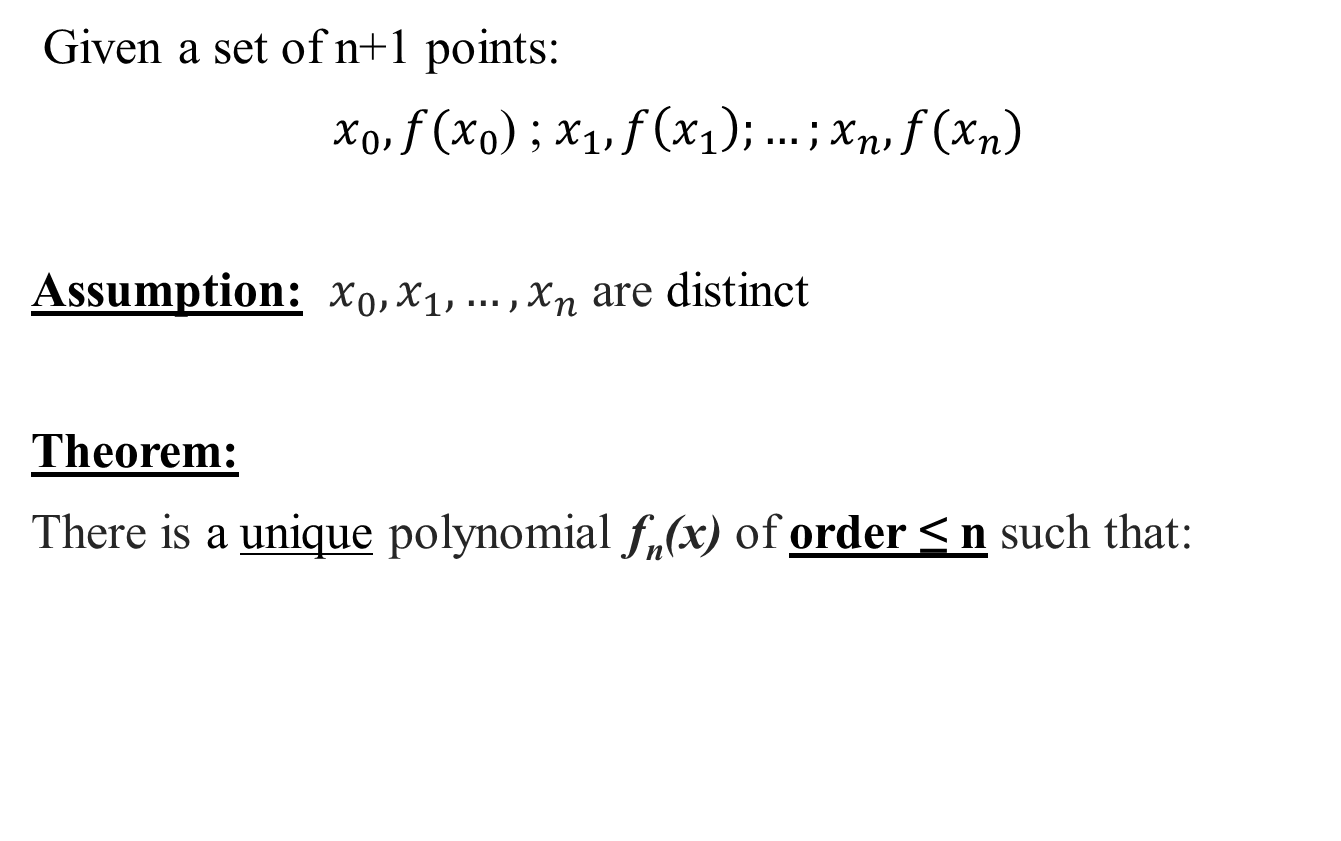 Given a set of n+1 points:
x₀, f(x₀) ; x₁, f(x₁); … ; xₙ, f(xₙ)
Assumption: x₀, x₁, … , xₙ are distinct
Theorem:
There is a unique polynomial fₙ(x) of order ≤ n such that: